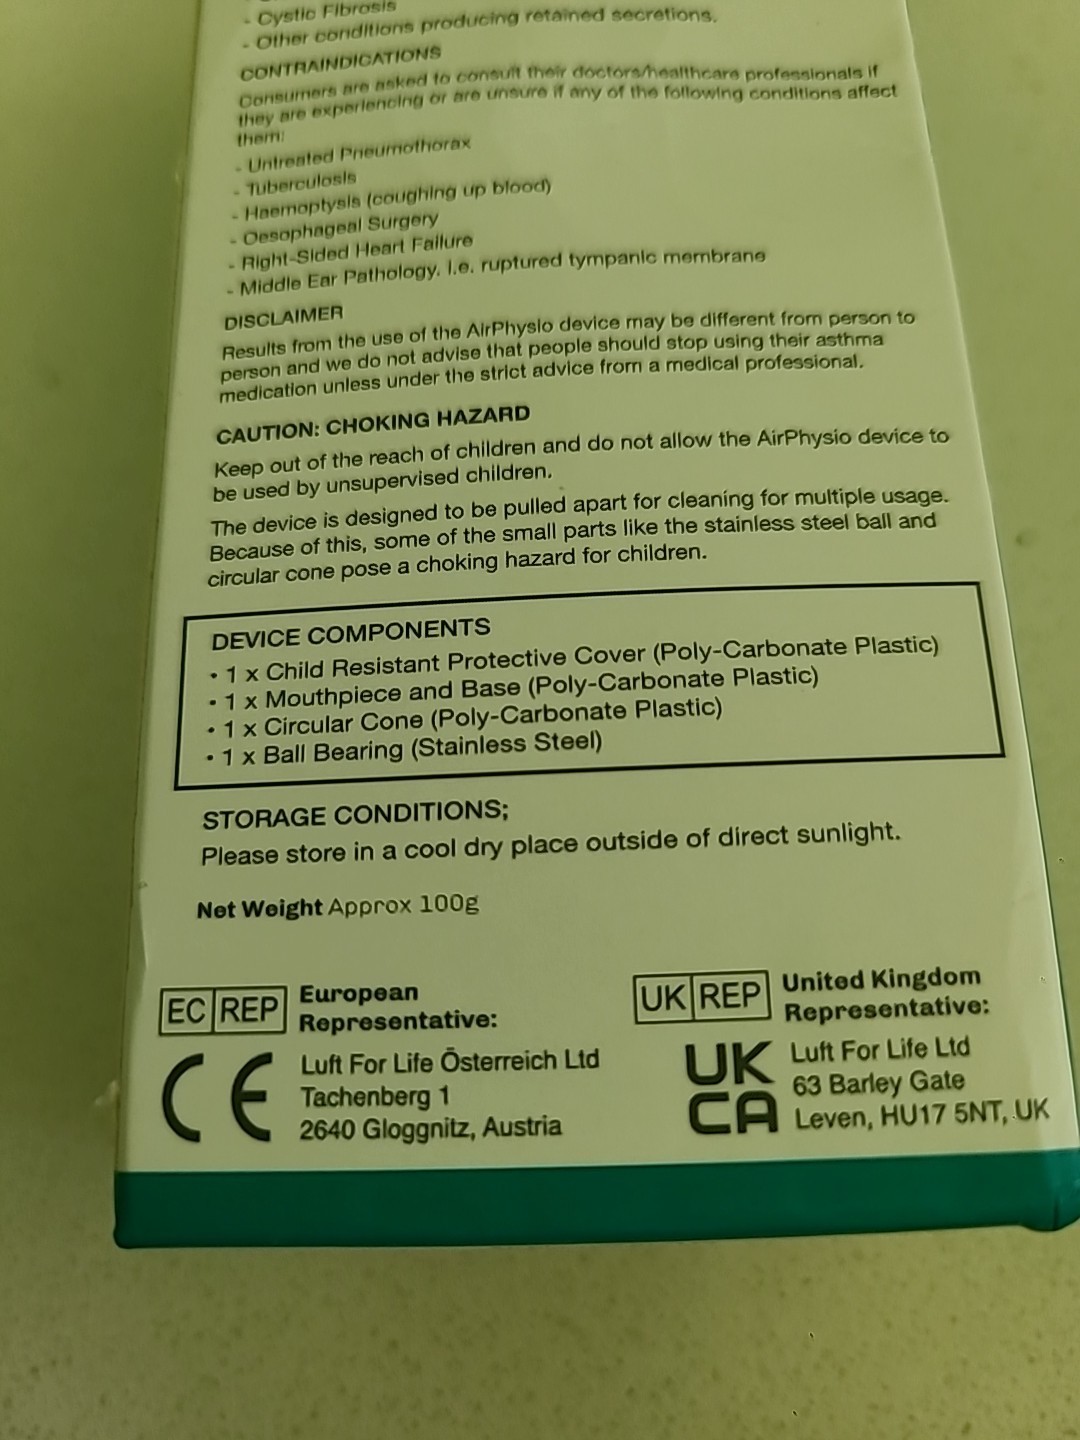 - Cystic Fibrosis
- Other conditions producing retained secretions.
CONTRAINDICATIONS
Consumers are asked to consult their doctors/healthcare professionals if
they are experiencing or are unsure if any of the following conditions affect
them:
- Untreated Pneumothorax
- Tuberculosis
- Haemoptysis (coughing up blood)
- Oesophageal Surgery
- Right-Sided Heart Failure
- Middle Ear Pathology. I.e. ruptured tympanic membrane
DISCLAIMER
Results from the use of the AirPhysio device may be different from person to
person and we do not advise that people should stop using their asthma
medication unless under the strict advice from a medical professional.
CAUTION: CHOKING HAZARD
Keep out of the reach of children and do not allow the AirPhysio device to
be used by unsupervised children.
The device is designed to be pulled apart for cleaning for multiple usage.
Because of this, some of the small parts like the stainless steel ball and
circular cone pose a choking hazard for children.
DEVICE COMPONENTS
• 1 x Child Resistant Protective Cover (Poly-Carbonate Plastic)
• 1 x Mouthpiece and Base (Poly-Carbonate Plastic)
• 1 x Circular Cone (Poly-Carbonate Plastic)
• 1 x Ball Bearing (Stainless Steel)
STORAGE CONDITIONS;
Please store in a cool dry place outside of direct sunlight.
Net Weight Approx 100g
EC REP
European
Representative:
CE
Luft For Life Österreich Ltd
Tachenberg 1
2640 Gloggnitz, Austria
UK REP
United Kingdom
Representative:
UK
CA
Luft For Life Ltd
63 Barley Gate
Leven, HU17 5NT, UK